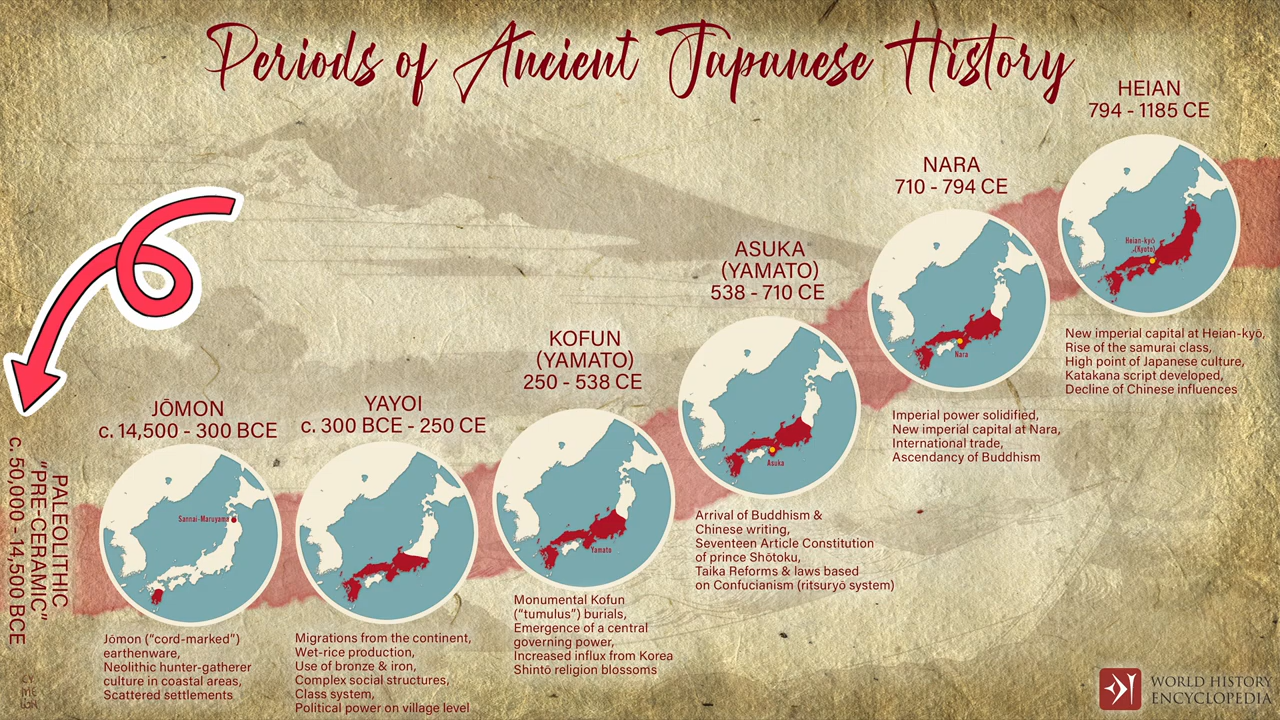 Periods of Ancient Japanese History
PALEOLITHIC
"PRE-CERAMIC"
c. 50,000 - 14,500 BCE
JŌMON
c. 14,500 - 300 BCE
Sannai-Maruyama
Jōmon ("cord-marked")
earthenware,
Neolithic hunter-gatherer
culture in coastal areas,
Scattered settlements
YAYOI
c. 300 BCE - 250 CE
Migrations from the continent,
Wet-rice production,
Use of bronze & iron,
Complex social structures,
Class system,
Political power on village level
KOFUN
(YAMATO)
250 - 538 CE
Yamato
Monumental Kofun
("tumulus") burials,
Emergence of a central
governing power,
Increased influx from Korea
Shintō religion blossoms
ASUKA
(YAMATO)
538 - 710 CE
Asuka
Arrival of Buddhism &
Chinese writing,
Seventeen Article Constitution
of prince Shōtoku,
Taika Reforms & laws based
on Confucianism (ritsuryō system)
NARA
710 - 794 CE
Nara
Imperial power solidified,
New imperial capital at Nara,
International trade,
Ascendancy of Buddhism
HEIAN
794 - 1185 CE
Heian-kyō
(Kyoto)
New imperial capital at Heian-kyō,
Rise of the samurai class,
High point of Japanese culture,
Katakana script developed,
Decline of Chinese influences
WORLD HISTORY
ENCYCLOPEDIA